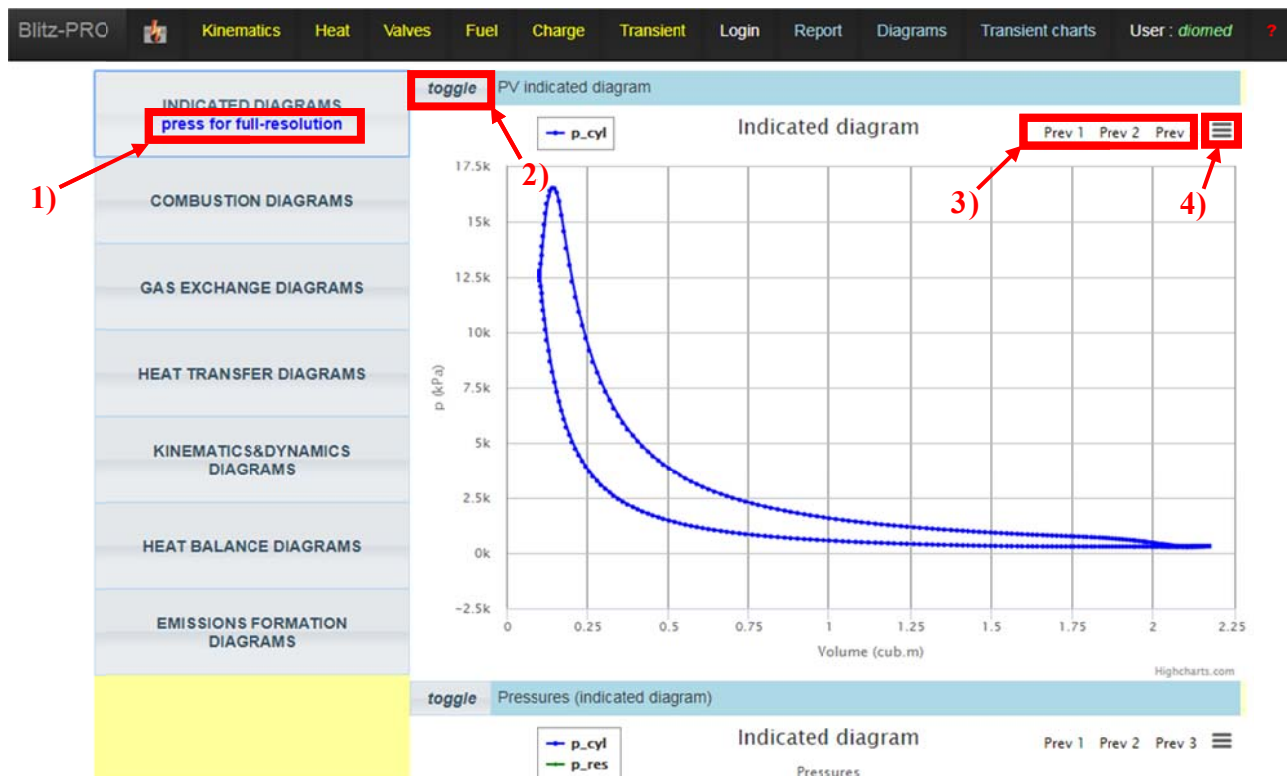 Blitz-PRO Kinematics Heat Valves Fuel Charge Transient Login Report Diagrams Transient charts User : diomed ?
INDICATED DIAGRAMS
press for full-resolution
1)
COMBUSTION DIAGRAMS
GAS EXCHANGE DIAGRAMS
HEAT TRANSFER DIAGRAMS
KINEMATICS&DYNAMICS
DIAGRAMS
HEAT BALANCE DIAGRAMS
EMISSIONS FORMATION
DIAGRAMS
toggle PV indicated diagram
p_cyl
Indicated diagram
Prev 1 Prev 2 Prev
2)
3)
4)
17.5k
15k
12.5k
10k
7.5k
5k
2.5k
0k
−2.5k
p (kPa)
0 0.25 0.5 0.75 1 1.25 1.5 1.75 2 2.25
Volume (cub.m)
Highcharts.com
toggle Pressures (indicated diagram)
p_cyl
p_res
Indicated diagram
Prev 1 Prev 2 Prev 3
Pressures